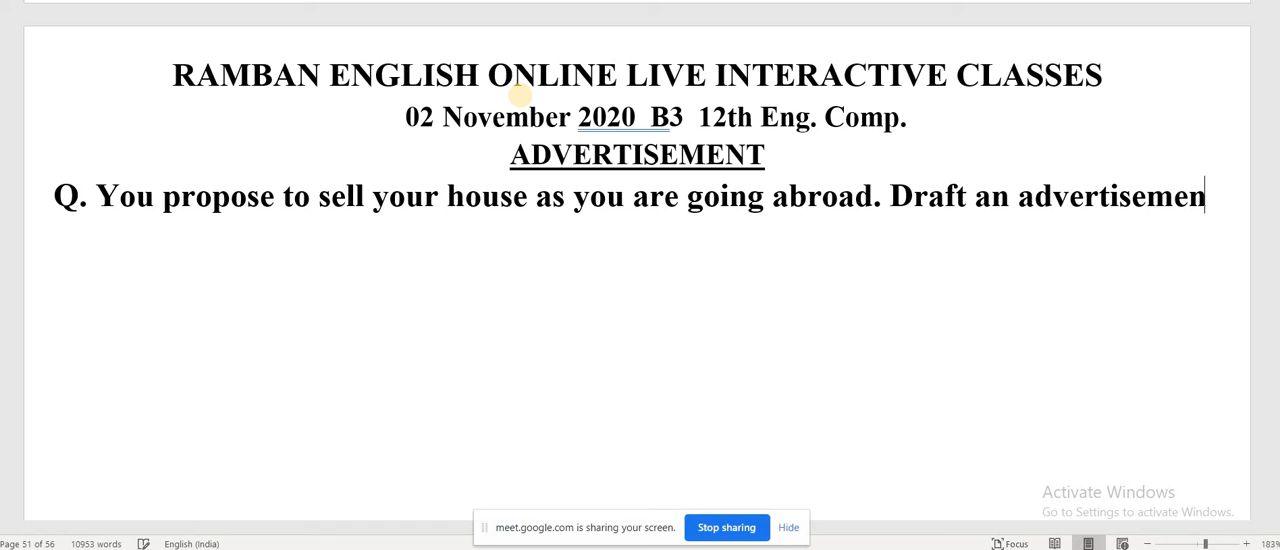 RAMBAN ENGLISH ONLINE LIVE INTERACTIVE CLASSES
02 November 2020 B3 12th Eng. Comp.
ADVERTISEMENT
Q. You propose to sell your house as you are going abroad. Draft an advertisemen
Activate Windows
Go to Settings to activate Windows.
meet.google.com is sharing your screen. Stop sharing Hide
Page 51 of 56 10953 words English (India) Focus 183%